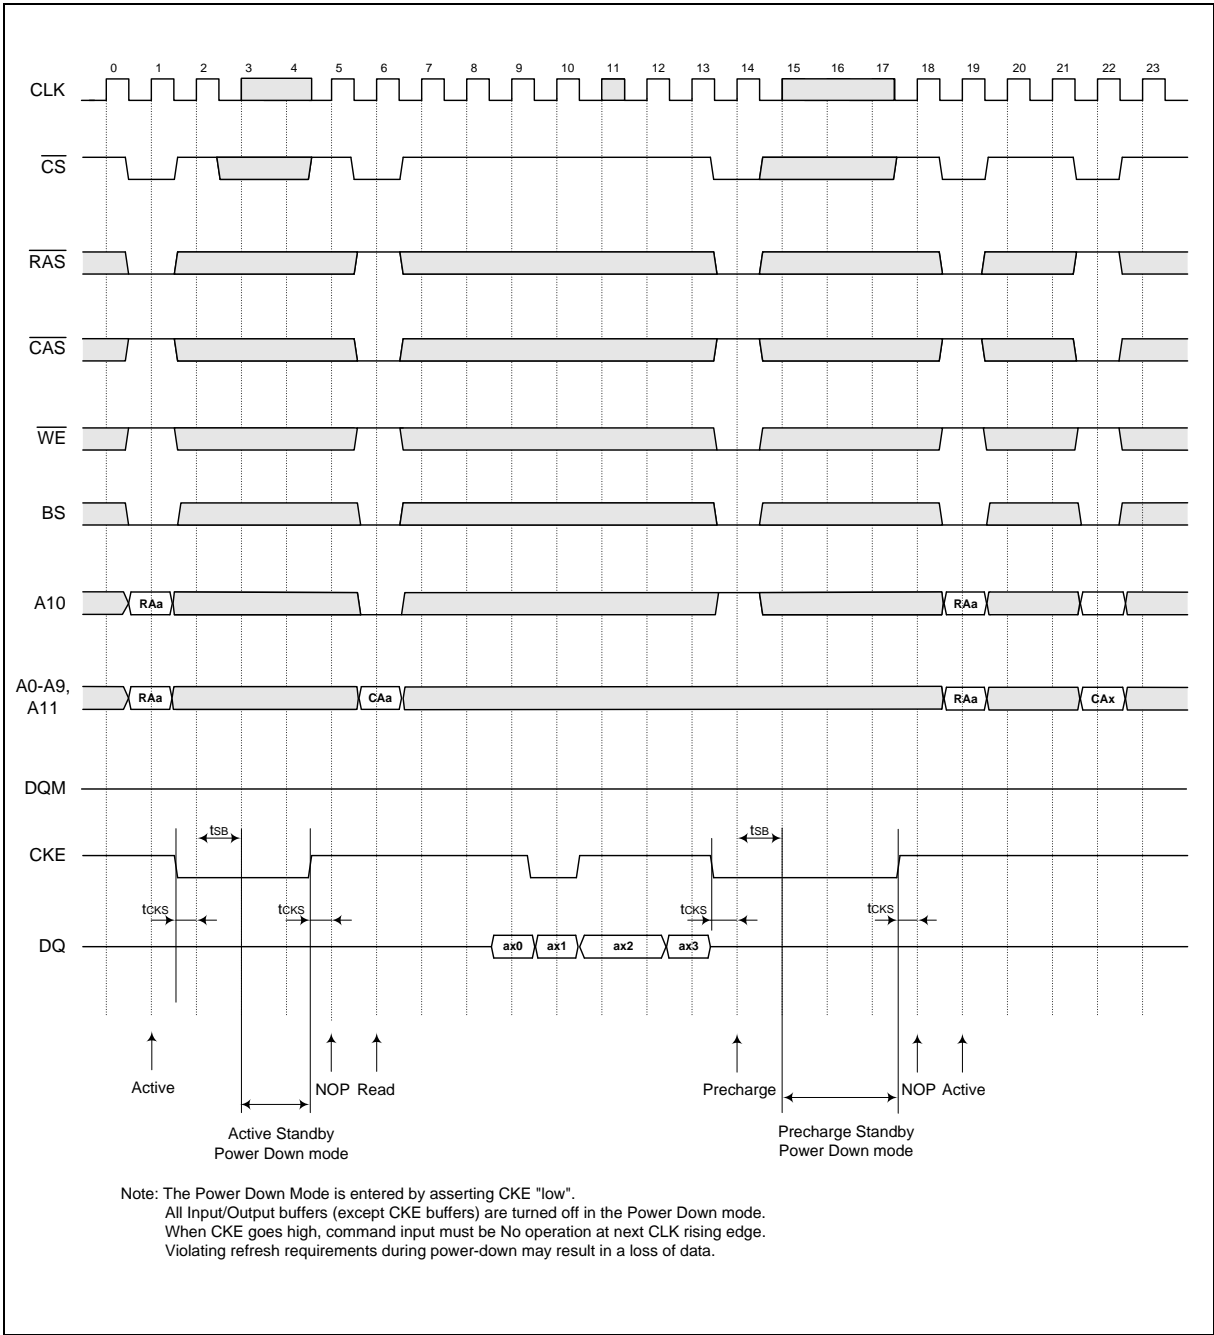 0 1 2 3 4 5 6 7 8 9 10 11 12 13 14 15 16 17 18 19 20 21 22 23
CLK
CS
RAS
CAS
WE
BS
A10 RAa RAa
A0-A9, A11 RAa CAa RAa CAx
DQM
tSB tSB
CKE
tCKS tCKS tCKS tCKS
DQ ax0 ax1 ax2 ax3
Active NOP Read Precharge NOP Active
Active Standby
Power Down mode
Precharge Standby
Power Down mode
Note: The Power Down Mode is entered by asserting CKE "low".
All Input/Output buffers (except CKE buffers) are turned off in the Power Down mode.
When CKE goes high, command input must be No operation at next CLK rising edge.
Violating refresh requirements during power-down may result in a loss of data.